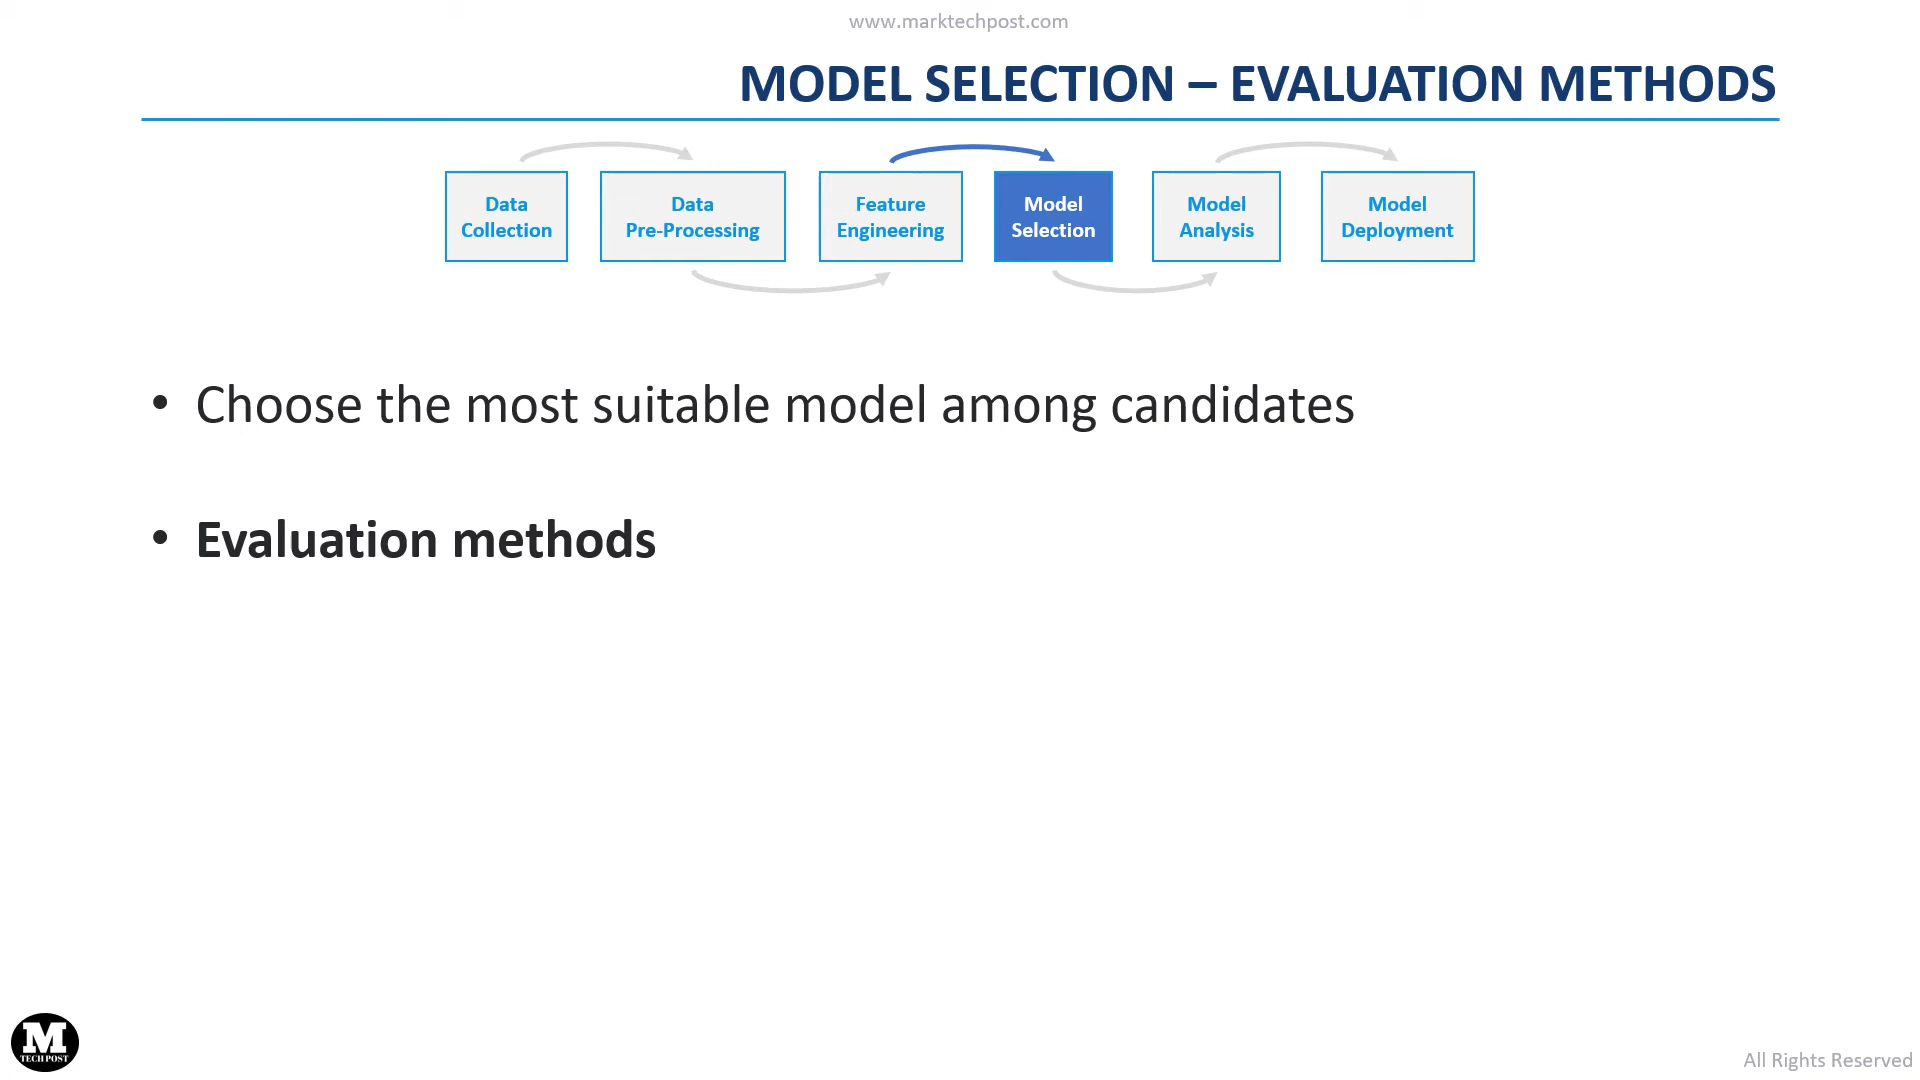 www.marktechpost.com
MODEL SELECTION – EVALUATION METHODS
Data
Collection
Data
Pre-Processing
Feature
Engineering
Model
Selection
Model
Analysis
Model
Deployment
• Choose the most suitable model among candidates
• Evaluation methods
M
TECH POST
All Rights Reserved